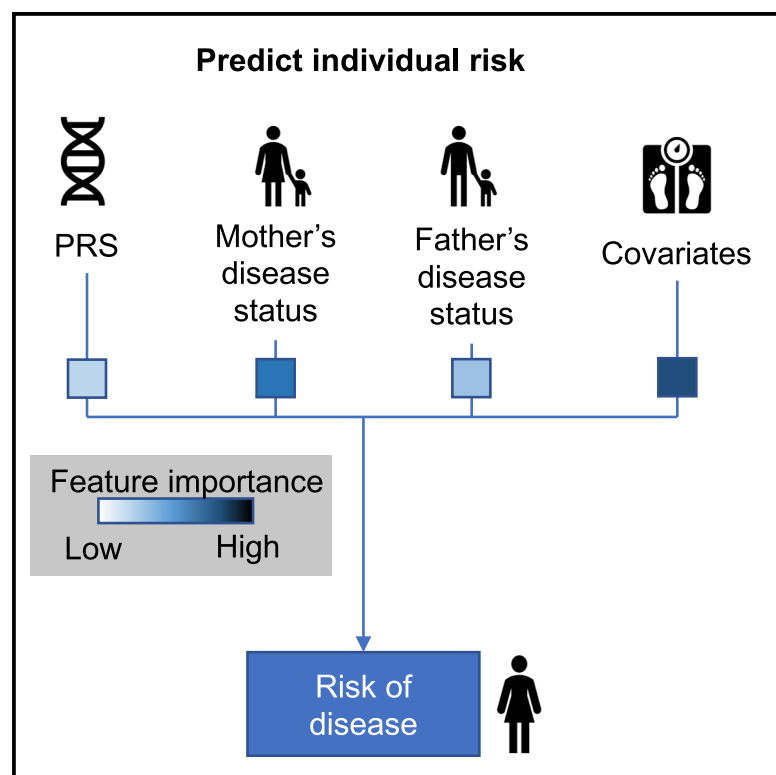 Predict individual risk
PRS
Mother's
disease
status
Father's
disease
status
Covariates
Feature importance
Low
High
Risk of
disease